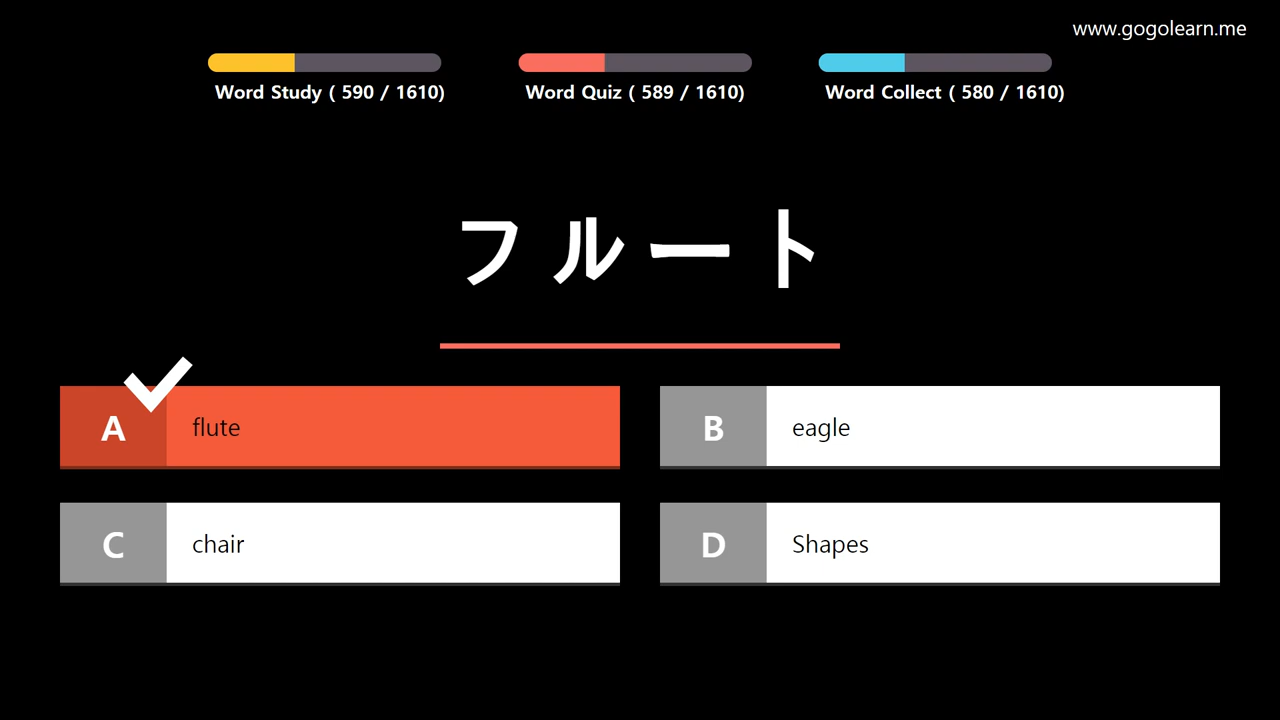 www.gogolearn.me
Word Study ( 590 / 1610)
Word Quiz ( 589 / 1610)
Word Collect ( 580 / 1610)
フルート
A flute
B eagle
C chair
D Shapes